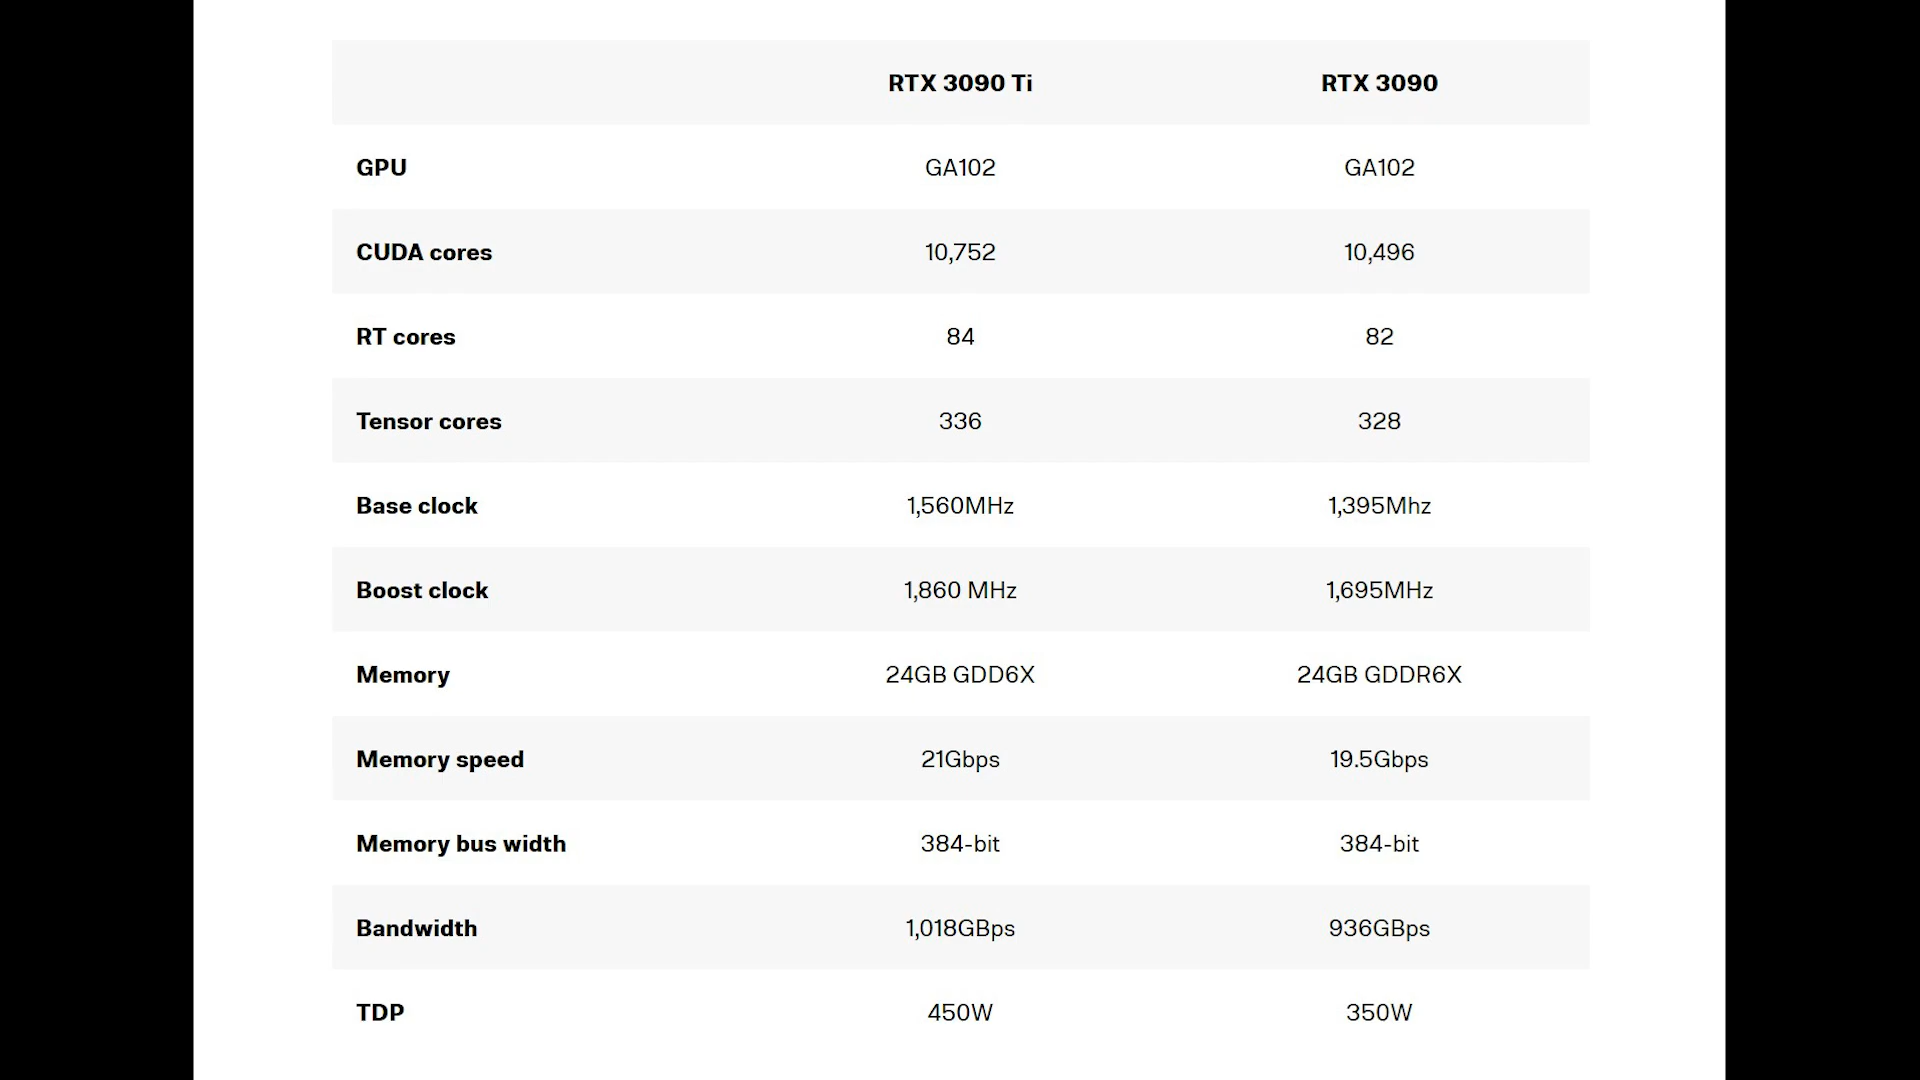 RTX 3090 Ti RTX 3090
GPU GA102 GA102
CUDA cores 10,752 10,496
RT cores 84 82
Tensor cores 336 328
Base clock 1,560MHz 1,395Mhz
Boost clock 1,860 MHz 1,695MHz
Memory 24GB GDD6X 24GB GDDR6X
Memory speed 21Gbps 19.5Gbps
Memory bus width 384-bit 384-bit
Bandwidth 1,018GBps 936GBps
TDP 450W 350W